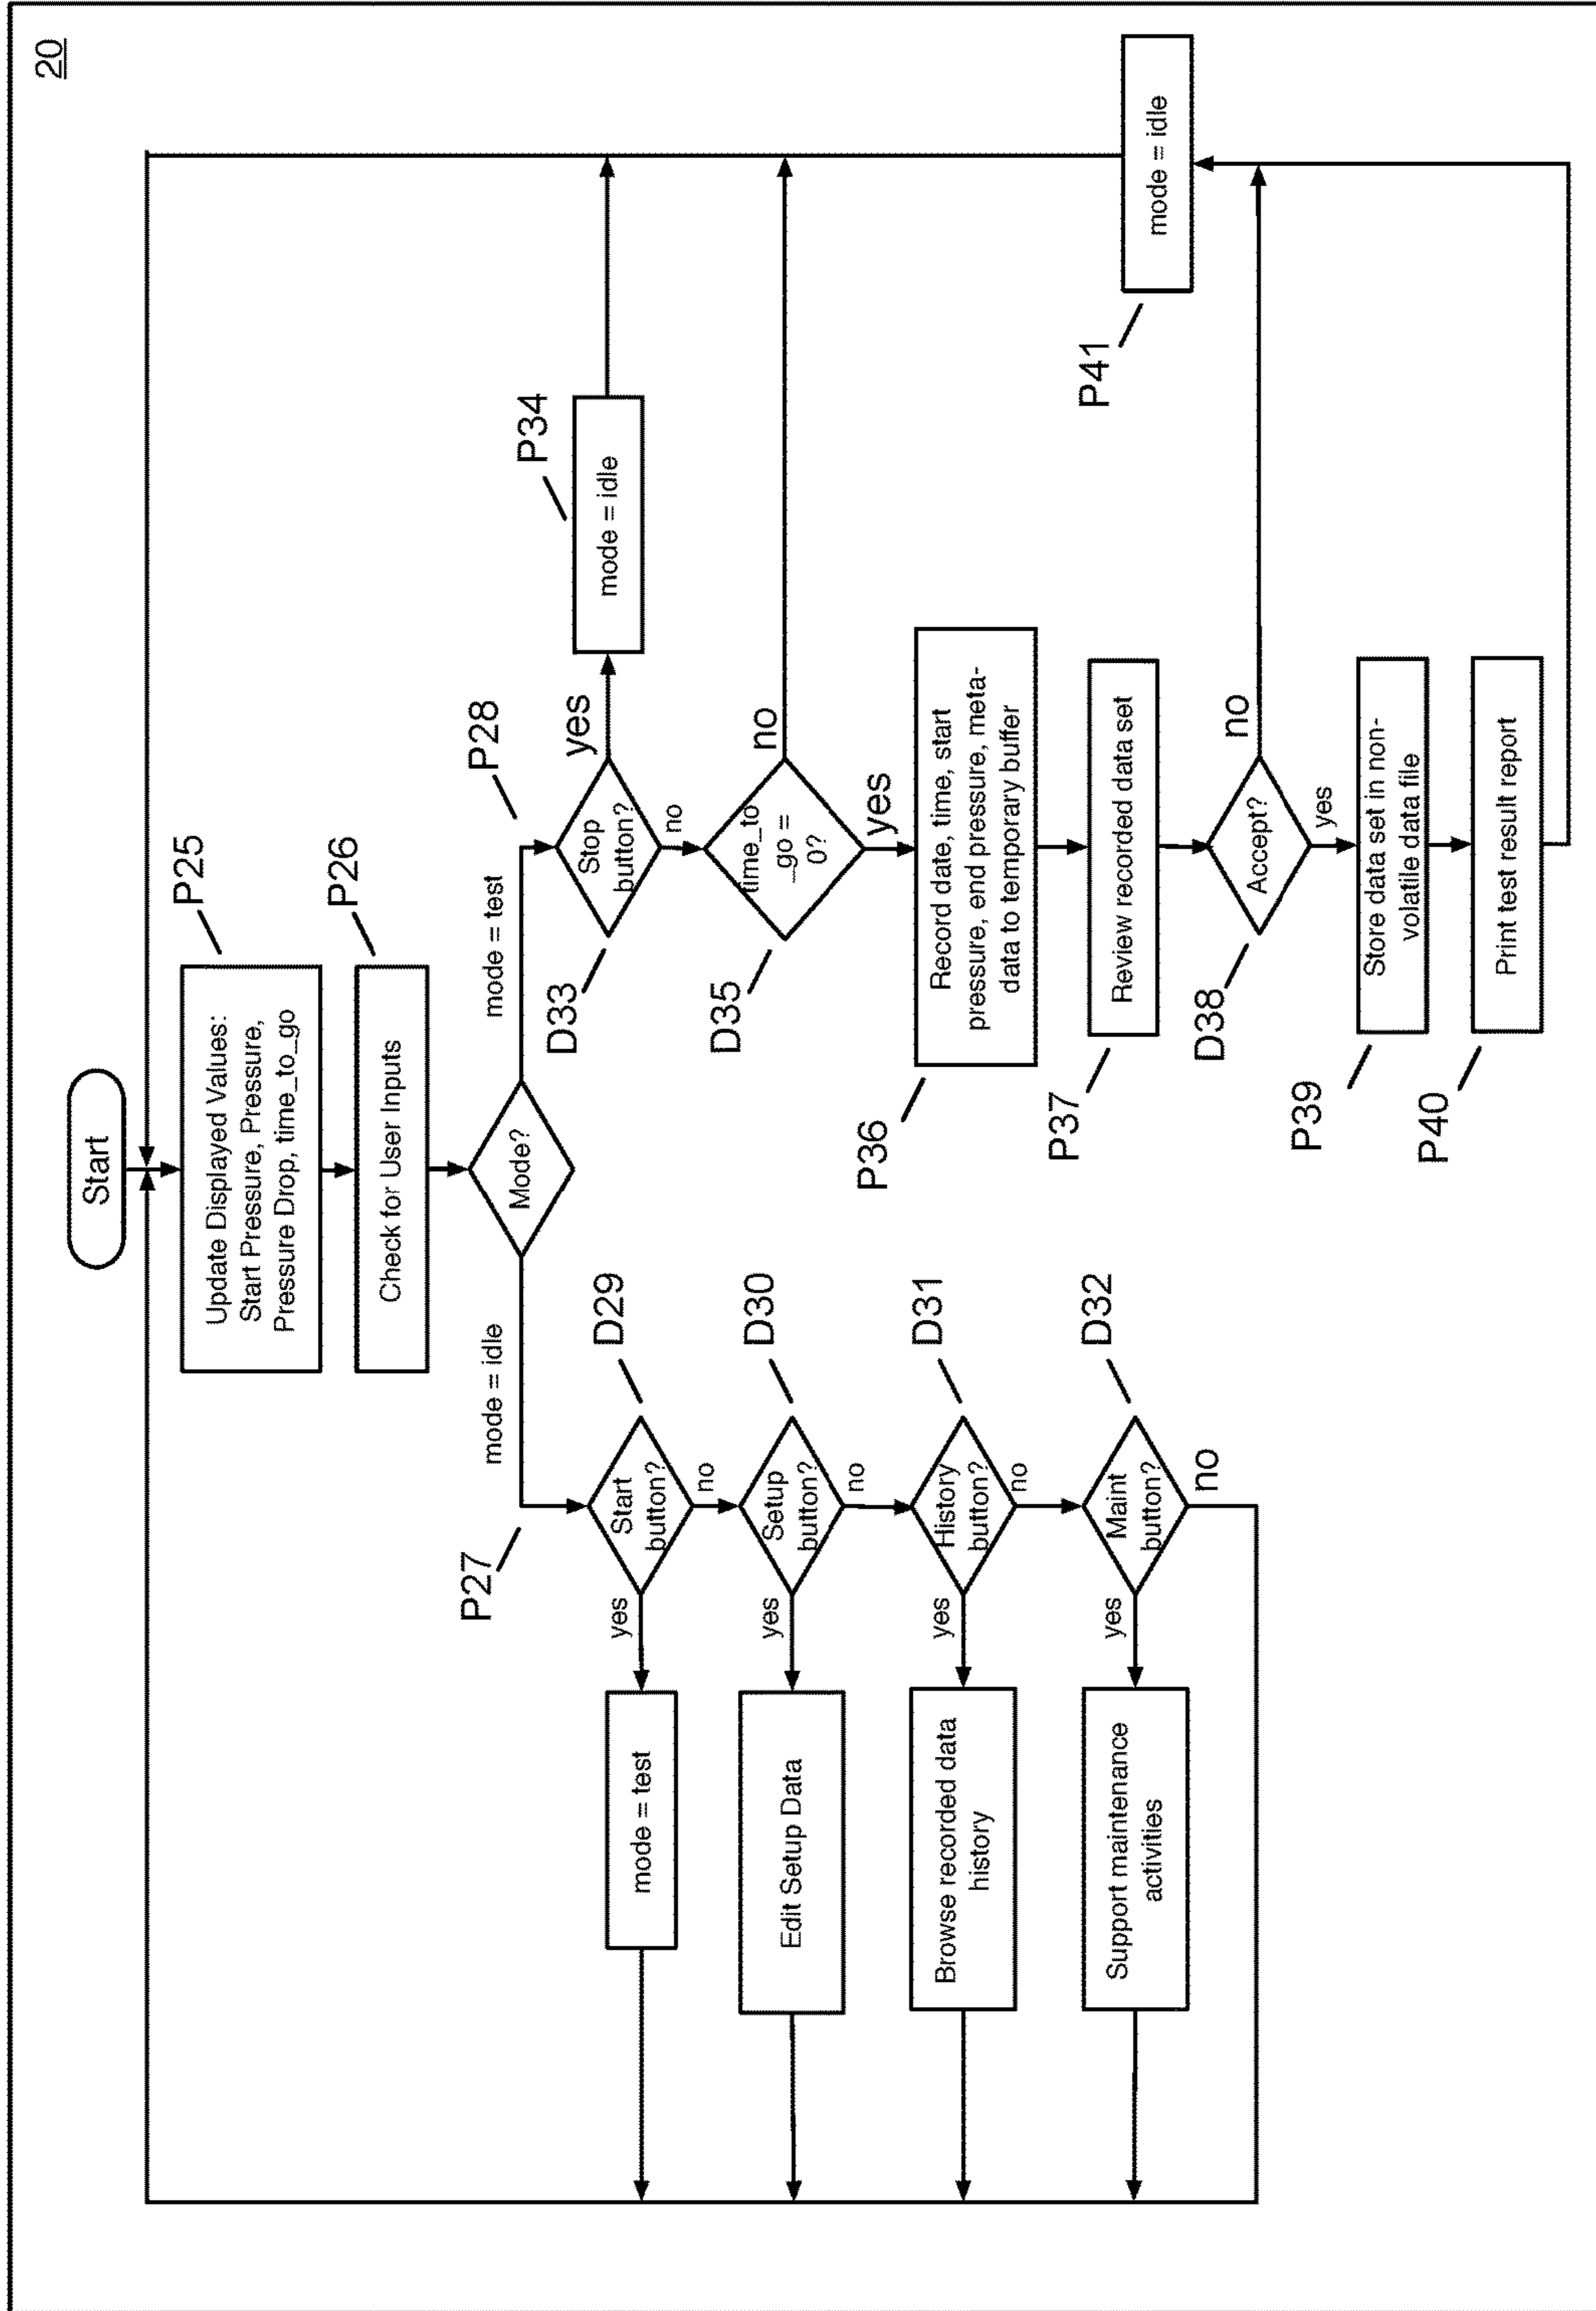 20
Start
Update Displayed Values:
Start Pressure, Pressure,
Pressure Drop, time_to_go
P25
Check for User Inputs
P26
Mode?
mode = idle
mode = test
P27
P28
Start
button?
D29
yes
no
mode = test
Setup
button?
D30
yes
no
Edit Setup Data
History
button?
D31
yes
no
Browse recorded data
history
Maint
button?
D32
yes
no
Support maintenance
activities
Stop
button?
D33
yes
no
mode = idle
P34
time_to
_go =
0?
D35
no
yes
Record date, time, start
pressure, end pressure, meta-
data to temporary buffer
P36
Review recorded data set
P37
Accept?
D38
no
yes
Store data set in non-
volatile data file
P39
Print test result report
P40
mode = idle
P41